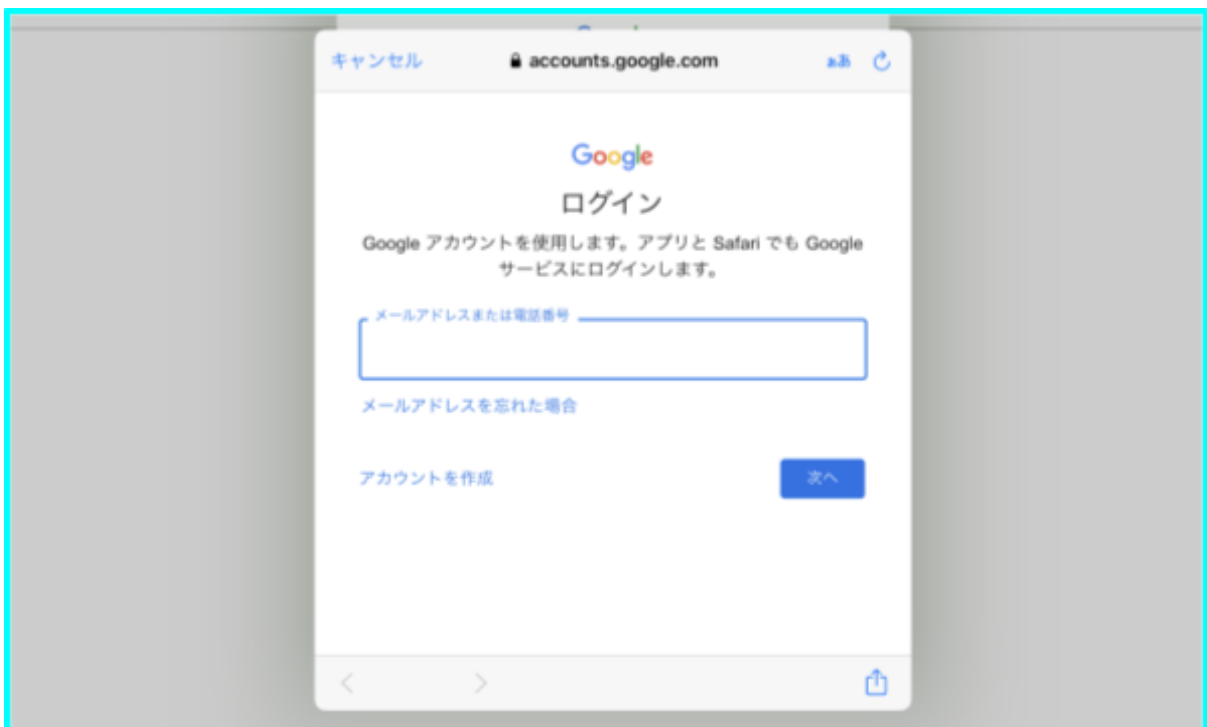 キャンセル
accounts.google.com
ぁあ
Google
ログイン
Google アカウントを使用します。アプリと Safari でも Google
サービスにログインします。
メールアドレスまたは電話番号
メールアドレスを忘れた場合
アカウントを作成
次へ